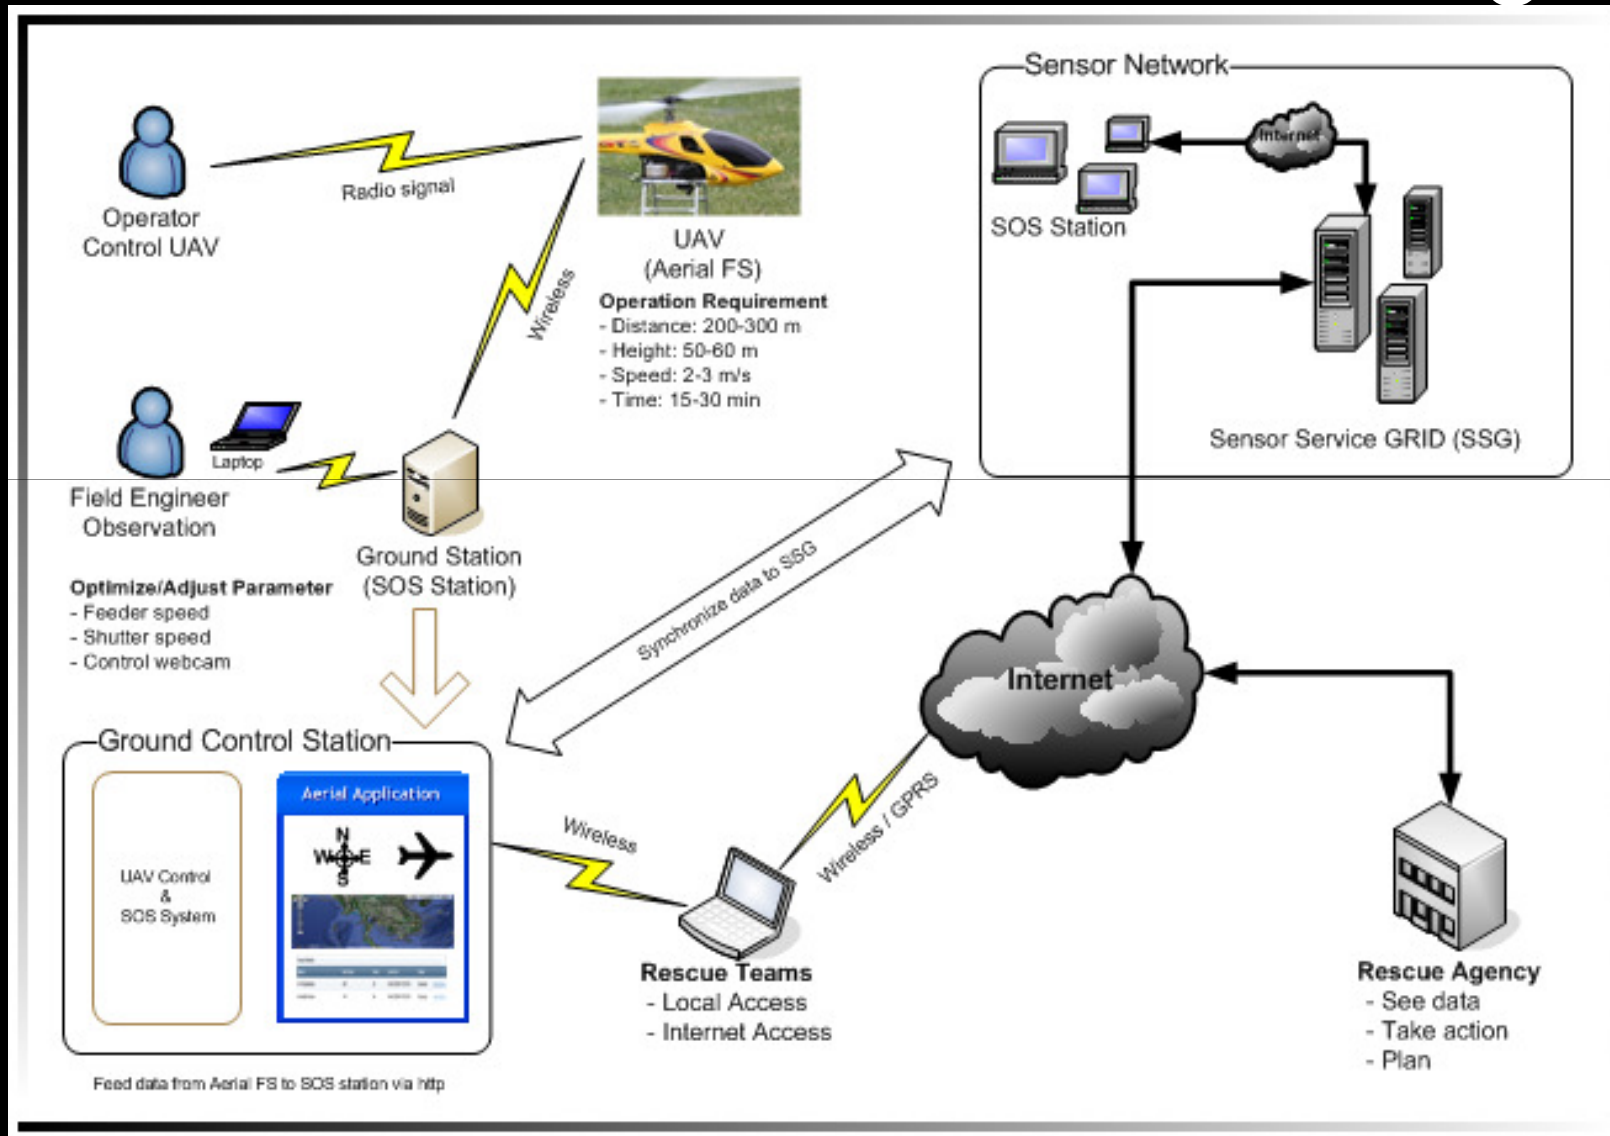 Sensor Network
Internet
SOS Station
Sensor Service GRID (SSG)
Operator
Control UAV
Radio signal
UAV
(Aerial FS)
Operation Requirement
- Distance: 200-300 m
- Height: 50-60 m
- Speed: 2-3 m/s
- Time: 15-30 min
Wireless
Laptop
Field Engineer
Observation
Optimize/Adjust Parameter
- Feeder speed
- Shutter speed
- Control webcam
Ground Station
(SOS Station)
Synchronize data to SSG
Internet
Ground Control Station
UAV Control
&
SOS System
Aerial Application
N
W E
S
Wireless
Wireless / GPRS
Rescue Teams
- Local Access
- Internet Access
Rescue Agency
- See data
- Take action
- Plan
Feed data from Aerial FS to SOS station via http